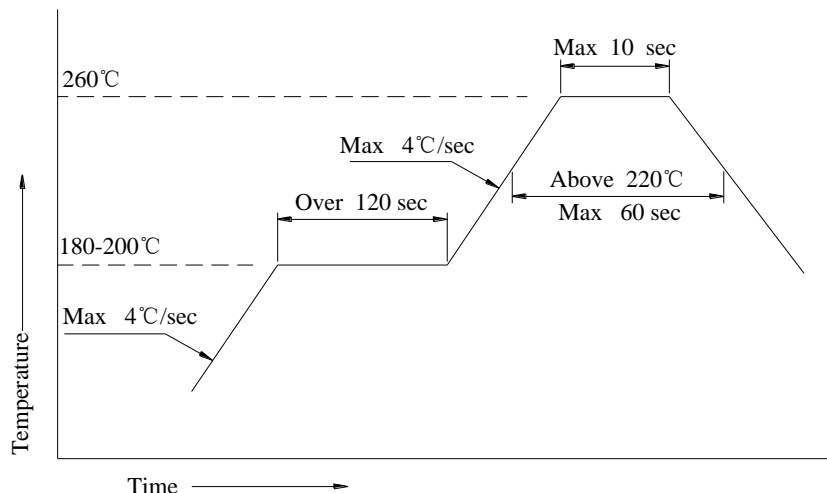 Max 10 sec
260℃
Max 4℃/sec
Above 220℃
Max 60 sec
Over 120 sec
180-200℃
Max 4℃/sec
Temperature
Time